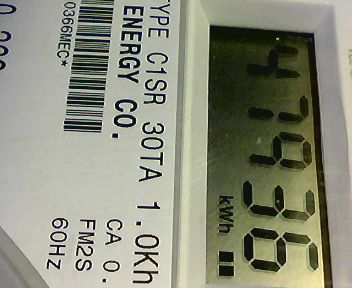 47936
kWh
TYPE C1SR 30TA 1.0Kh
ENERGY CO.
CA 0.
0366MEC*
FM2S
60HZ